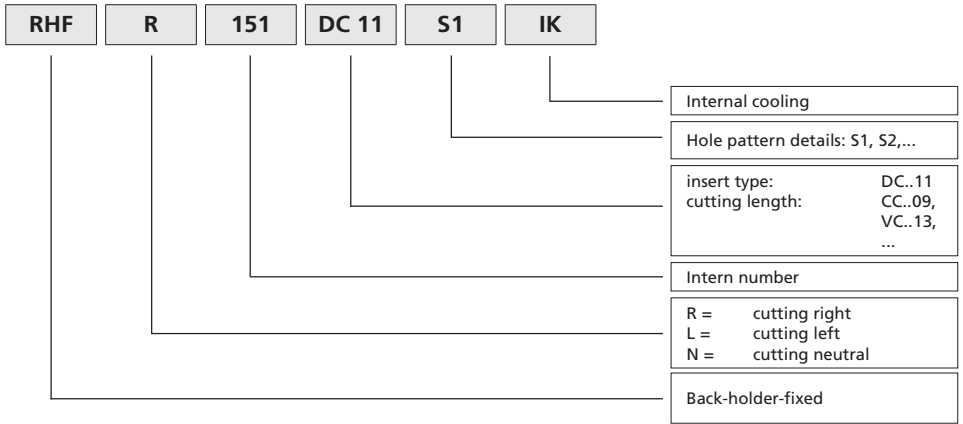 RHF R 151 DC 11 S1 IK
Internal cooling
Hole pattern details: S1, S2,...
insert type: DC..11
cutting length: CC..09,
VC..13,
...
Intern number
R = cutting right
L = cutting left
N = cutting neutral
Back-holder-fixed